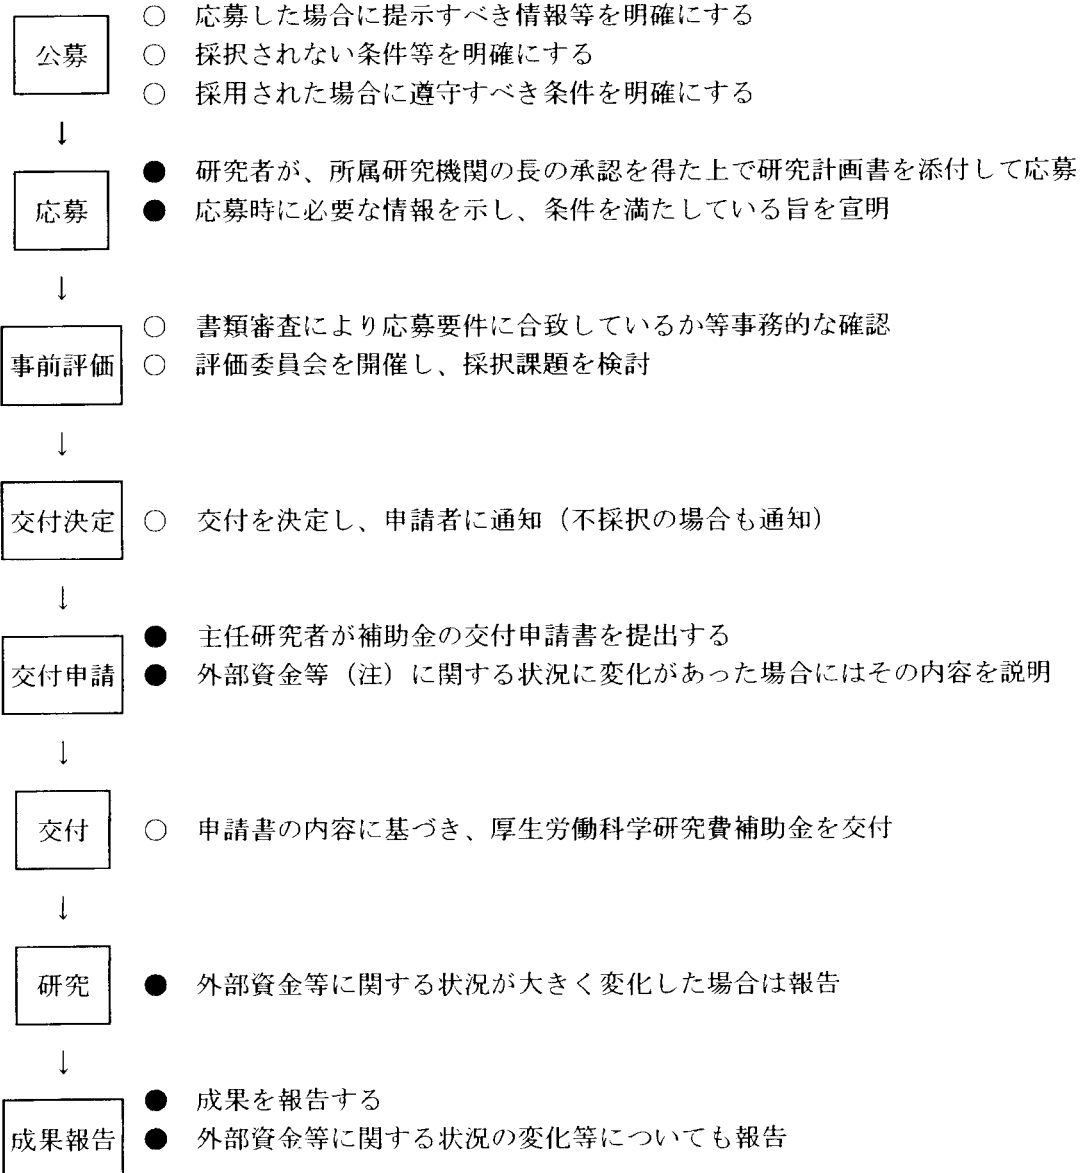 ○ 応募した場合に提示すべき情報等を明確にする
公募 ○ 採択されない条件等を明確にする
○ 採用された場合に遵守すべき条件を明確にする
↓
● 研究者が、所属研究機関の長の承認を得た上で研究計画書を添付して応募
応募 ● 応募時に必要な情報を示し、条件を満たしている旨を宣明
↓
○ 書類審査により応募要件に合致しているか等事務的な確認
事前評価 ○ 評価委員会を開催し、採択課題を検討
↓
交付決定 ○ 交付を決定し、申請者に通知（不採択の場合も通知）
↓
● 主任研究者が補助金の交付申請書を提出する
交付申請 ● 外部資金等（注）に関する状況に変化があった場合にはその内容を説明
↓
交付 ○ 申請書の内容に基づき、厚生労働科学研究費補助金を交付
↓
研究 ● 外部資金等に関する状況が大きく変化した場合は報告
↓
● 成果を報告する
成果報告 ● 外部資金等に関する状況の変化等についても報告